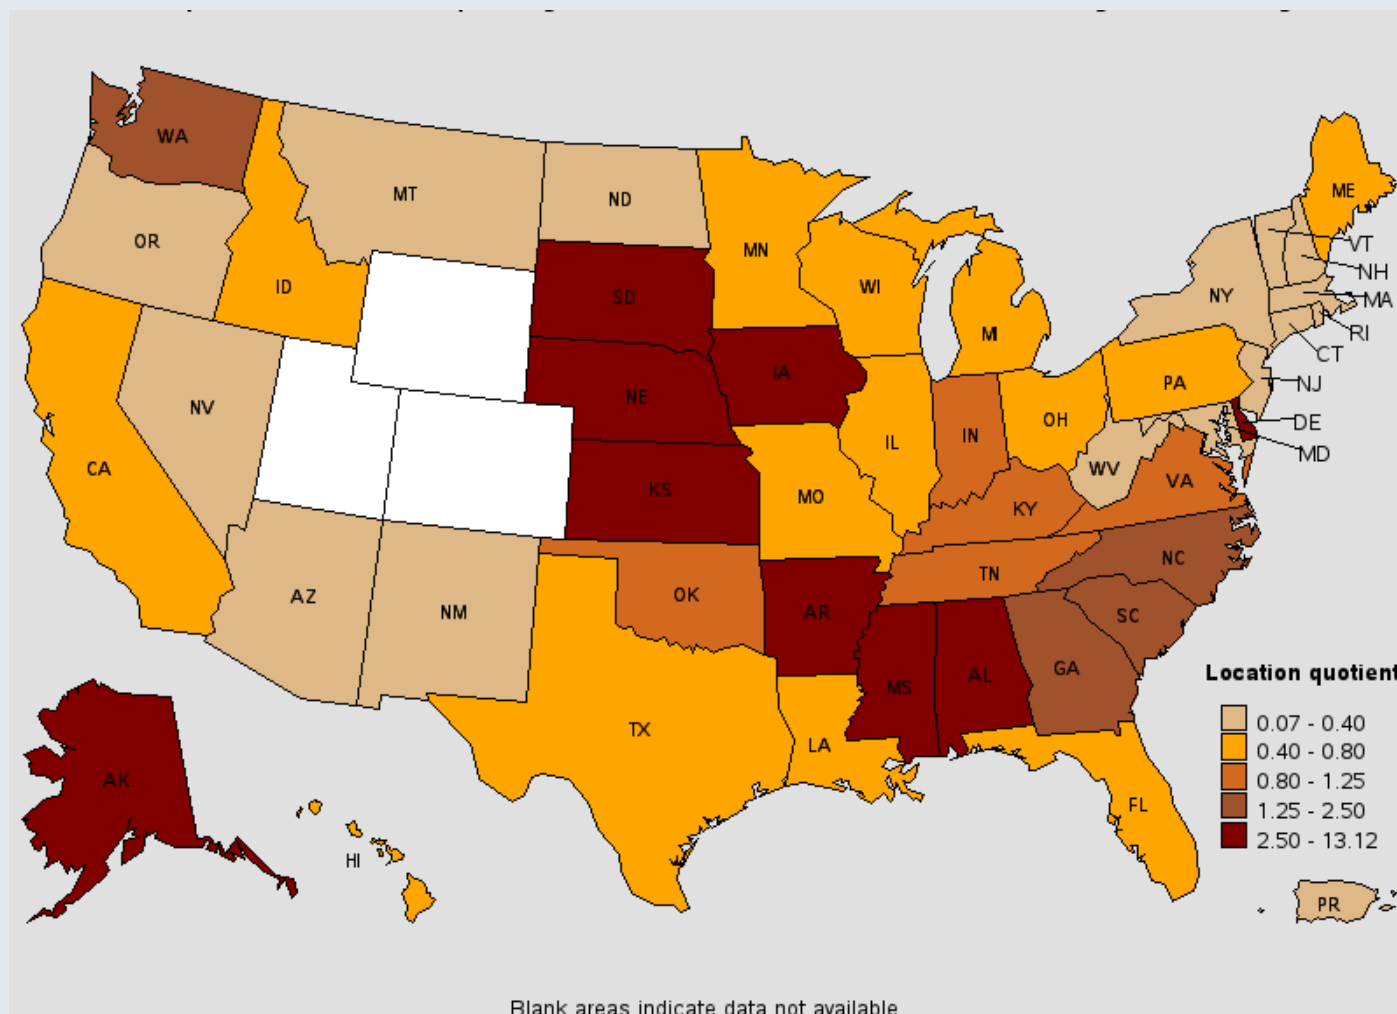 WA
MT
ND
ME
OR
MN
VT
ID
SD
WI
NH
NY
MA
MI
RI
CT
IA
PA
NJ
NV
NE
OH
DE
CA
IL
IN
MD
WV
KS
MO
KY
VA
AZ
NM
OK
TN
NC
AR
SC
MS
AL
GA
TX
LA
AK
FL
HI
PR
Location quotient
0.07 - 0.40
0.40 - 0.80
0.80 - 1.25
1.25 - 2.50
2.50 - 13.12
Blank areas indicate data not available